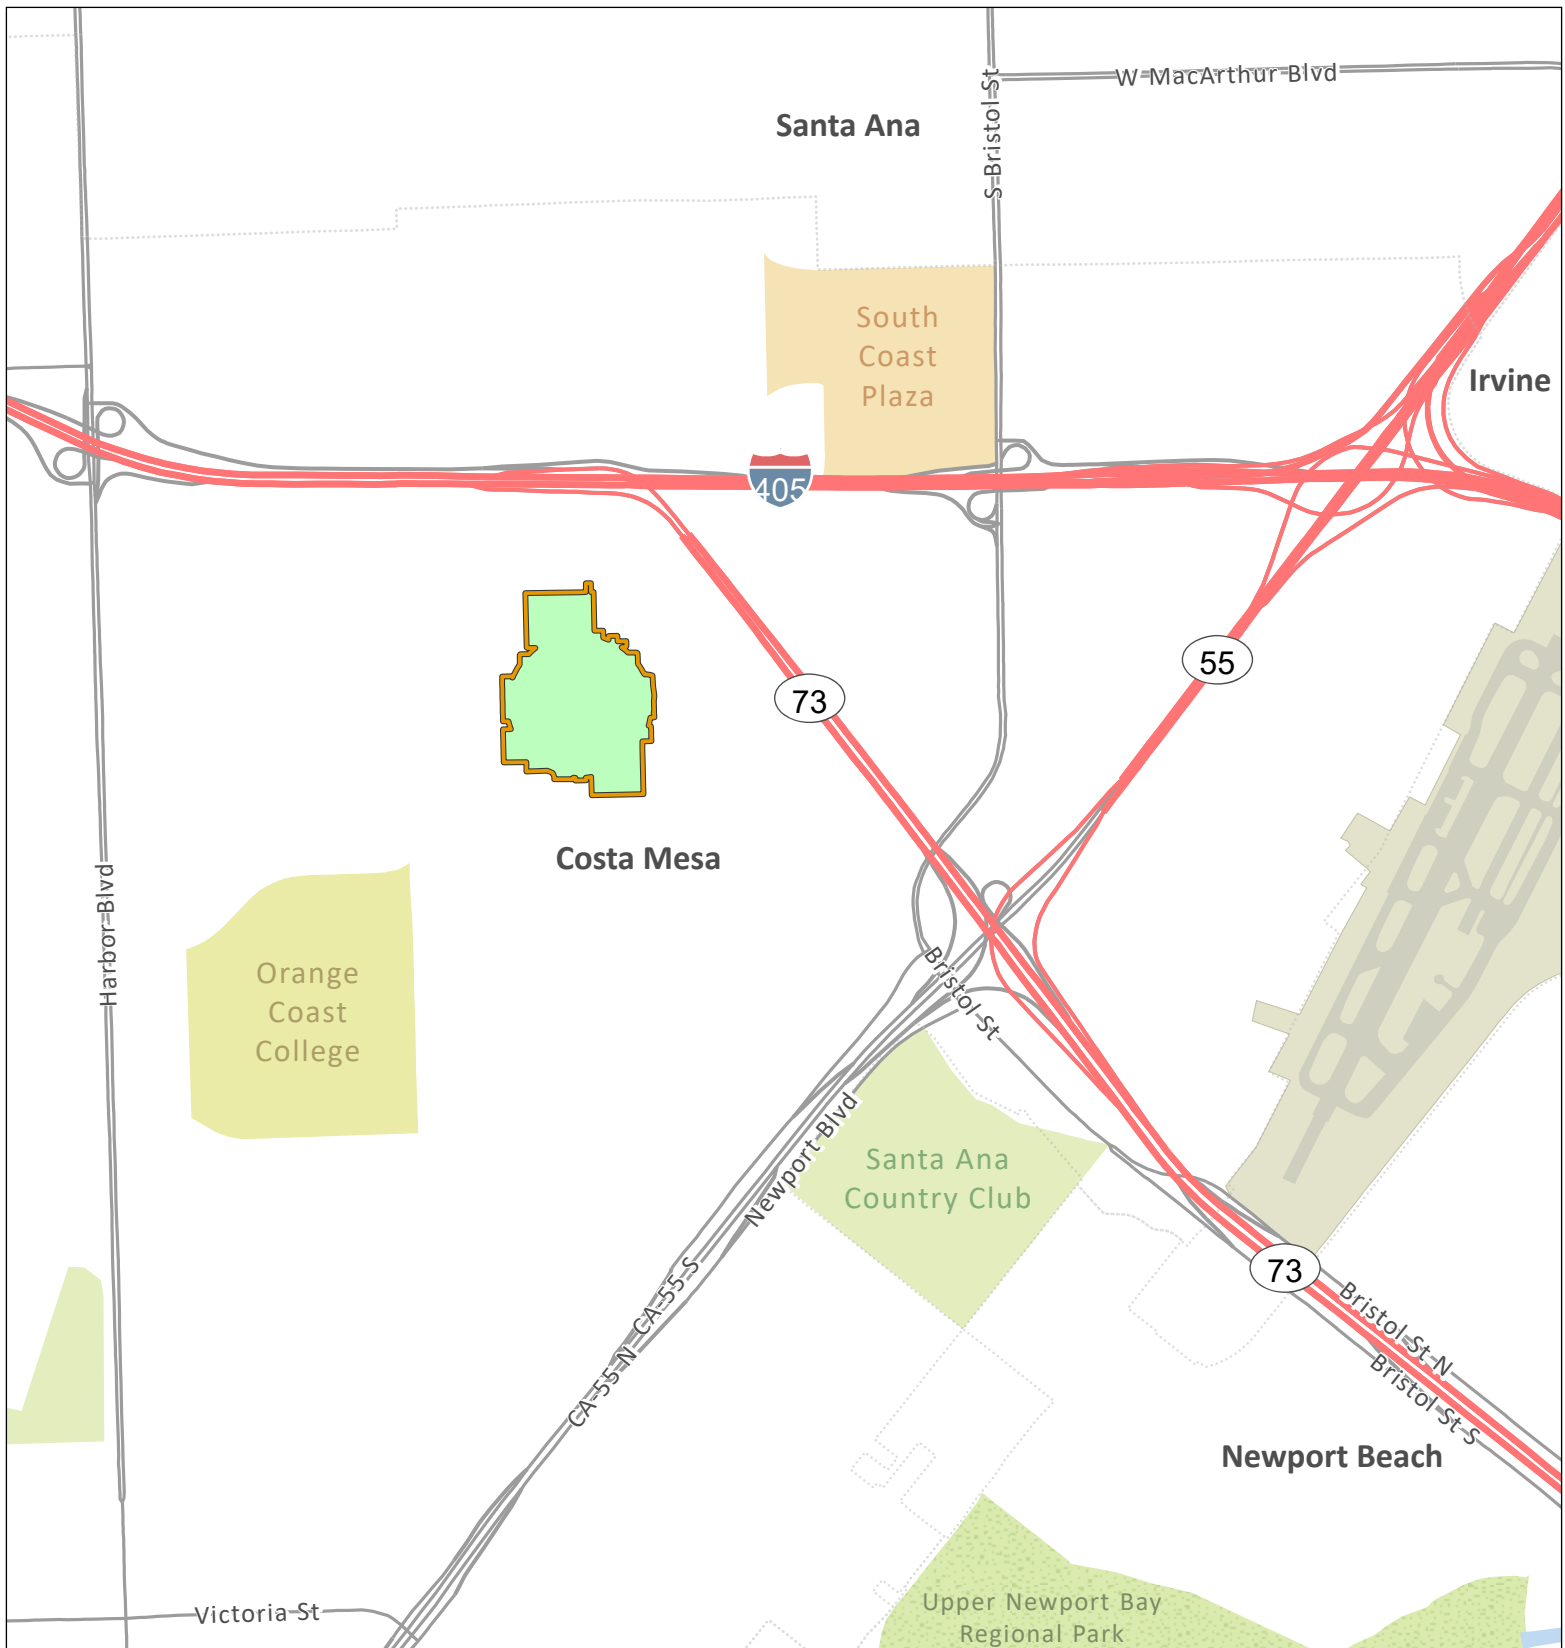 W MacArthur Blvd
S Bristol St
Santa Ana
South
Coast
Plaza
Irvine
405
55
73
Costa Mesa
Harbor Blvd
Orange
Coast
College
Bristol St
Newport Blvd
Santa Ana
Country Club
CA-55 S
CA-55 N
73
Bristol St N
Bristol St S
Newport Beach
Victoria St
Upper Newport Bay
Regional Park